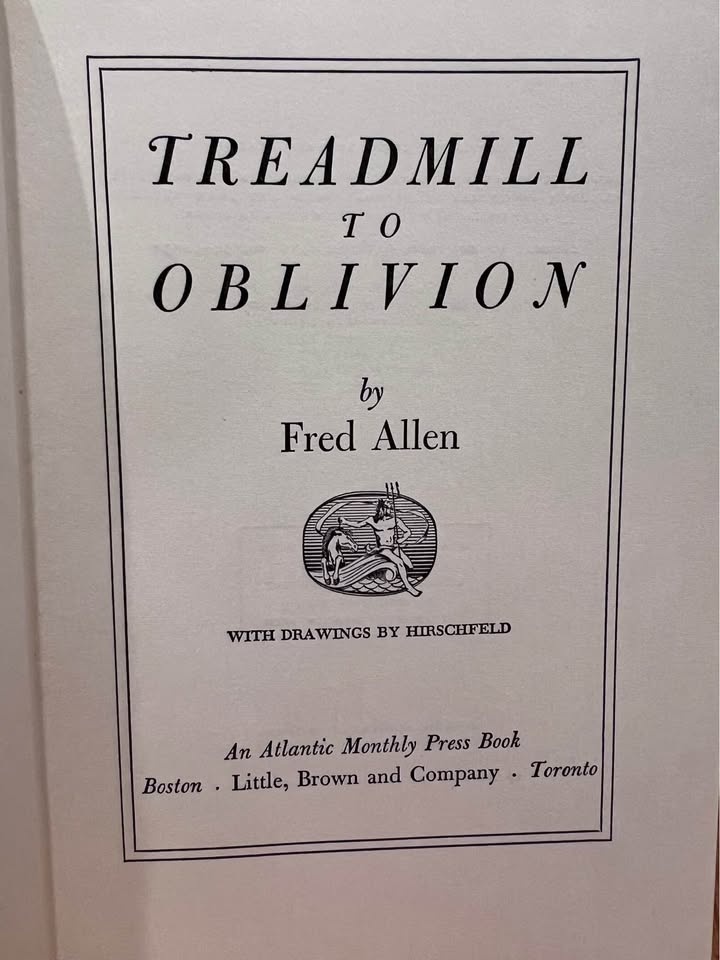 TREADMILL
TO
OBLIVION
by
Fred Allen
WITH DRAWINGS BY HIRSCHFELD
An Atlantic Monthly Press Book
Boston . Little, Brown and Company . Toronto